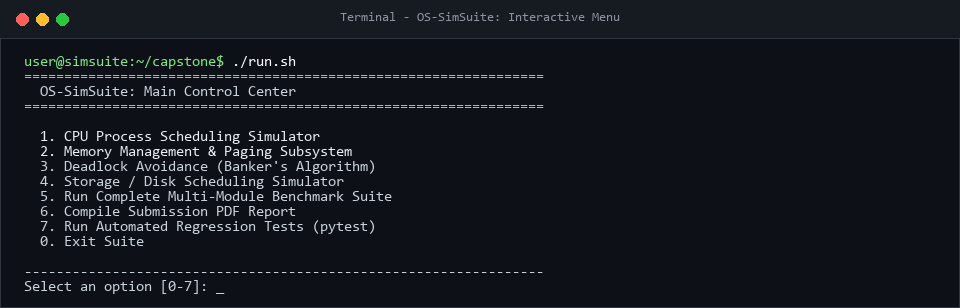 Terminal - OS-SimSuite: Interactive Menu
user@simsuite:~/capstone$ ./run.sh
=================================================================
OS-SimSuite: Main Control Center
=================================================================
1. CPU Process Scheduling Simulator
2. Memory Management & Paging Subsystem
3. Deadlock Avoidance (Banker's Algorithm)
4. Storage / Disk Scheduling Simulator
5. Run Complete Multi-Module Benchmark Suite
6. Compile Submission PDF Report
7. Run Automated Regression Tests (pytest)
0. Exit Suite
-----------------------------------------------------------------
Select an option [0-7]: _